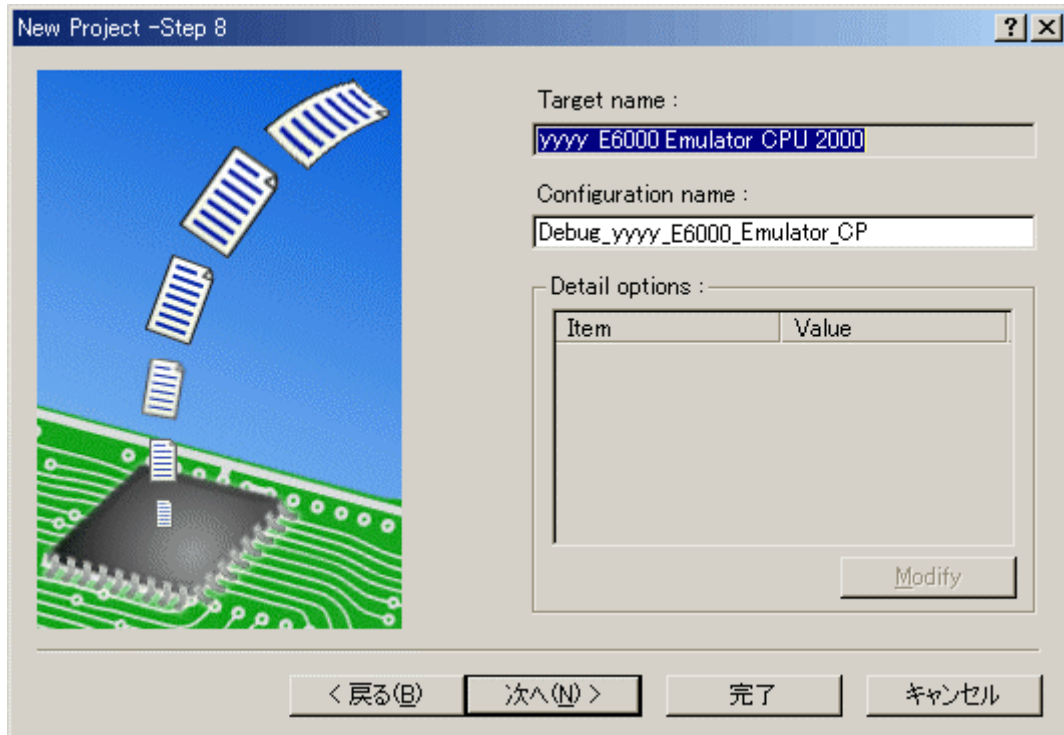 New Project -Step 8
Target name :
yyyy E6000 Emulator CPU 2000
Configuration name :
Debug_yyyy_E6000_Emulator_CP
Detail options :
Item Value
Modify
< 戻る(B) 次へ(N) > 完了 キャンセル